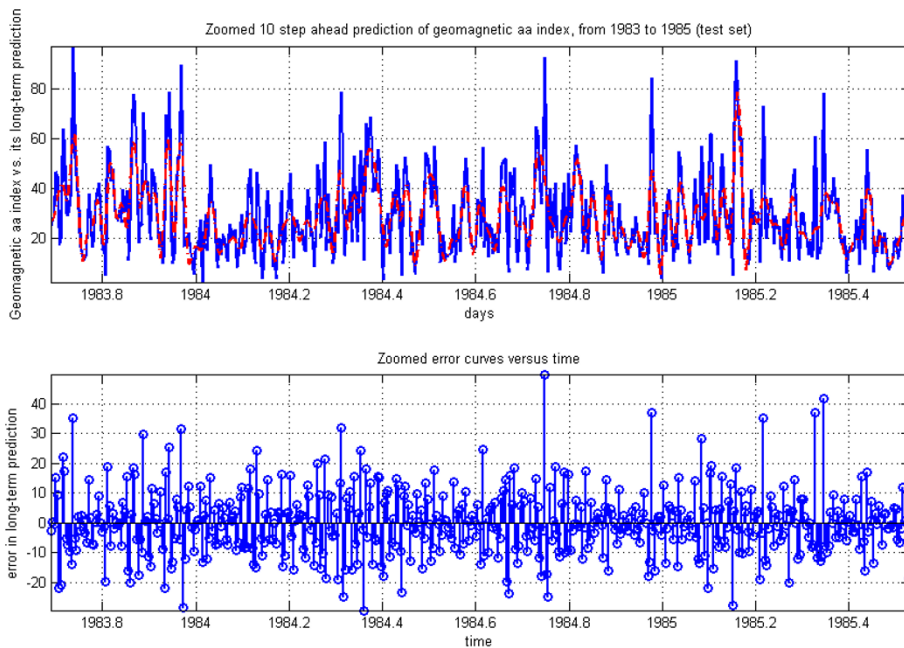 Zoomed 10 step ahead prediction of geomagnetic aa index, from 1983 to 1985 (test set)
Geomagnetic aa index v s. its long-term prediction
80
60
40
20
1983.8 1984 1984.2 1984.4 1984.6 1984.8 1985 1985.2 1985.4
days
Zoomed error curves versus time
error in long-term prediction
40
30
20
10
0
-10
-20
1983.8 1984 1984.2 1984.4 1984.6 1984.8 1985 1985.2 1985.4
time